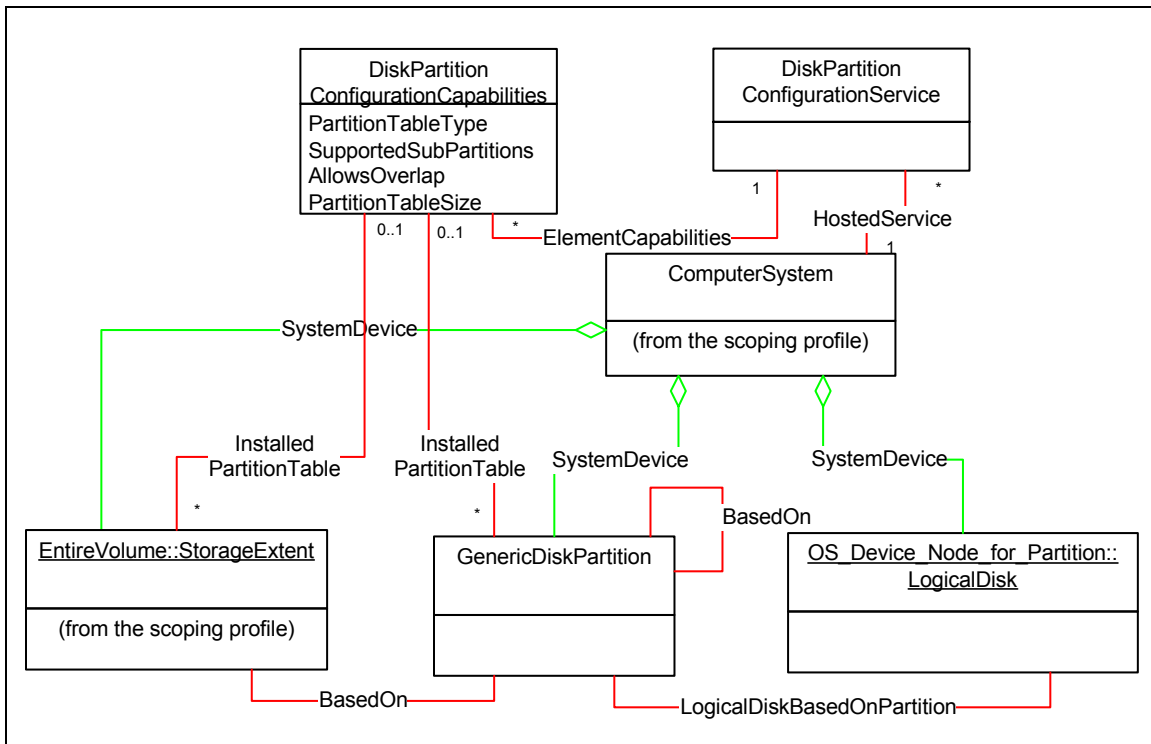 DiskPartition
ConfigurationCapabilities
PartitionTableType
SupportedSubPartitions
AllowsOverlap
PartitionTableSize
DiskPartition
ConfigurationService
0..1
0..1
*
1
*
ElementCapabilities
HostedService
1
ComputerSystem
(from the scoping profile)
SystemDevice
Installed
PartitionTable
*
Installed
PartitionTable
*
SystemDevice
SystemDevice
BasedOn
EntireVolume::StorageExtent
(from the scoping profile)
GenericDiskPartition
OS_Device_Node_for_Partition::
LogicalDisk
BasedOn
LogicalDiskBasedOnPartition